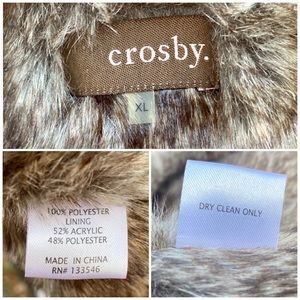 crosby.
XL
100% POLYESTER
LINING
52% ACRYLIC
48% POLYESTER
MADE IN CHINA
RN# 133546
DRY CLEAN ONLY